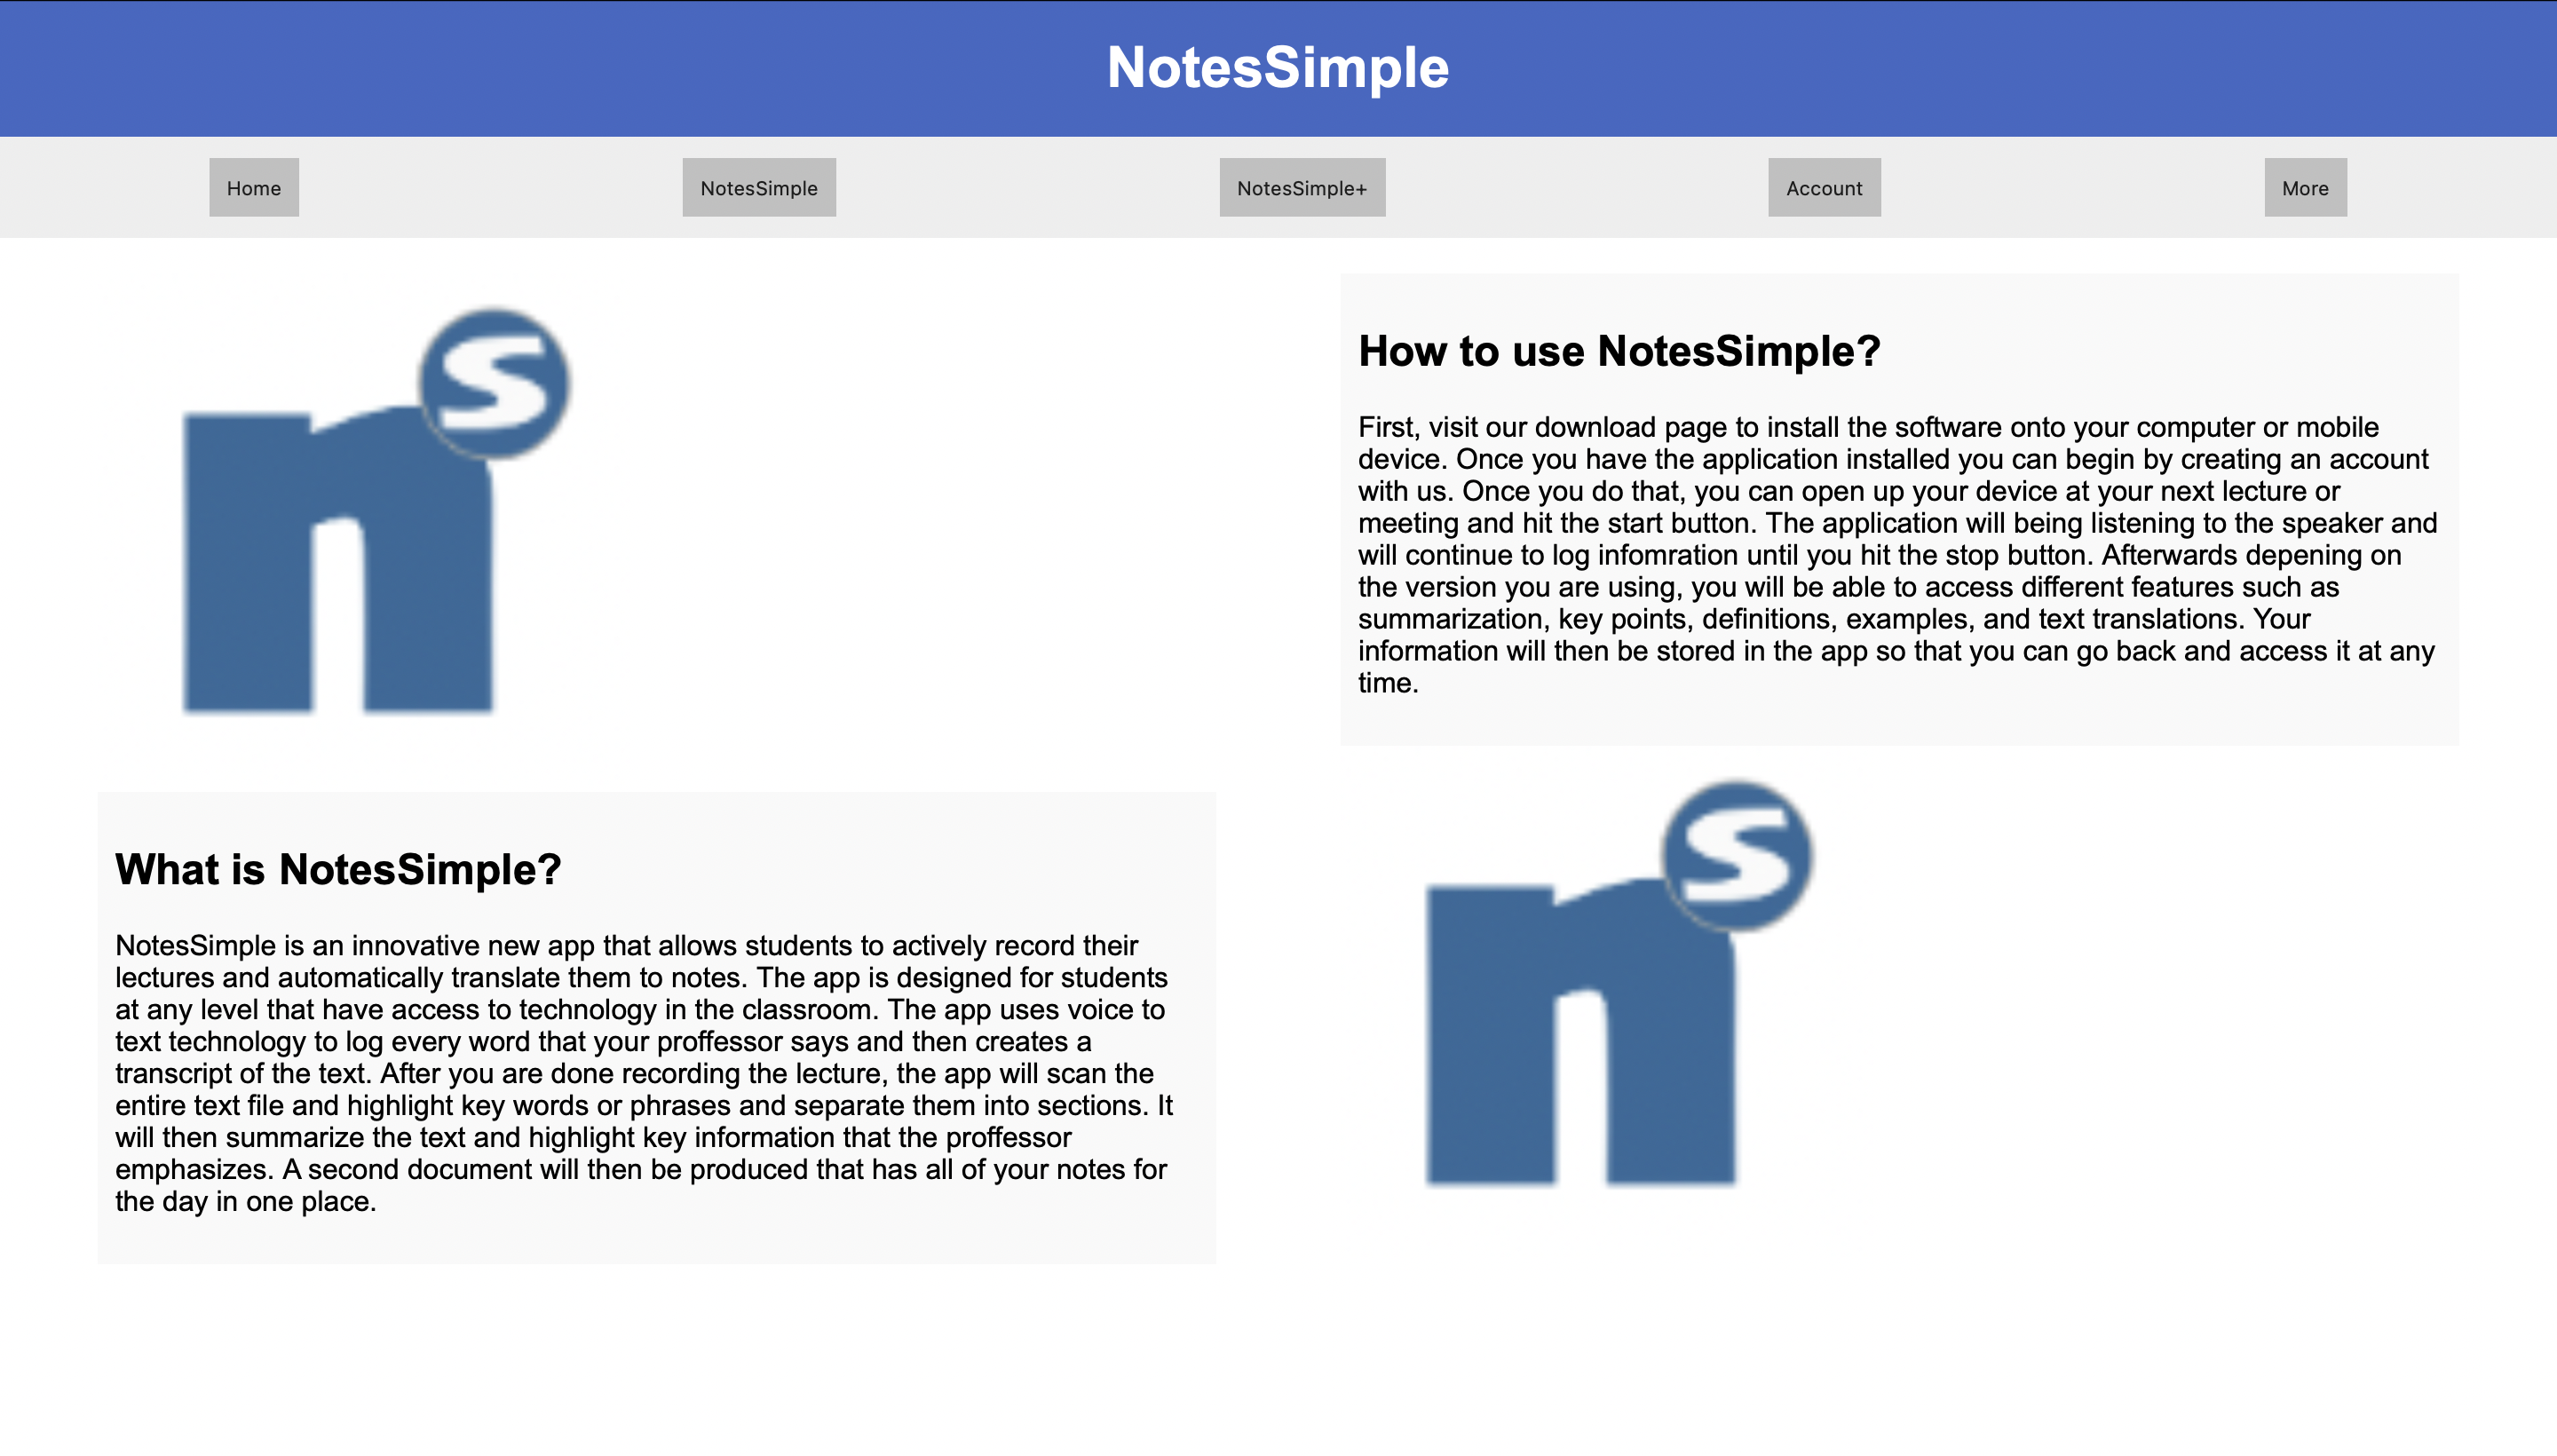 NotesSimple
Home
NotesSimple
NotesSimple+
Account
More
n
S
How to use NotesSimple?
First, visit our download page to install the software onto your computer or mobile
device. Once you have the application installed you can begin by creating an account
with us. Once you do that, you can open up your device at your next lecture or
meeting and hit the start button. The application will being listening to the speaker and
will continue to log infomration until you hit the stop button. Afterwards depening on
the version you are using, you will be able to access different features such as
summarization, key points, definitions, examples, and text translations. Your
information will then be stored in the app so that you can go back and access it at any
time.
What is NotesSimple?
NotesSimple is an innovative new app that allows students to actively record their
lectures and automatically translate them to notes. The app is designed for students
at any level that have access to technology in the classroom. The app uses voice to
text technology to log every word that your proffessor says and then creates a
transcript of the text. After you are done recording the lecture, the app will scan the
entire text file and highlight key words or phrases and separate them into sections. It
will then summarize the text and highlight key information that the proffessor
emphasizes. A second document will then be produced that has all of your notes for
the day in one place.
n
S